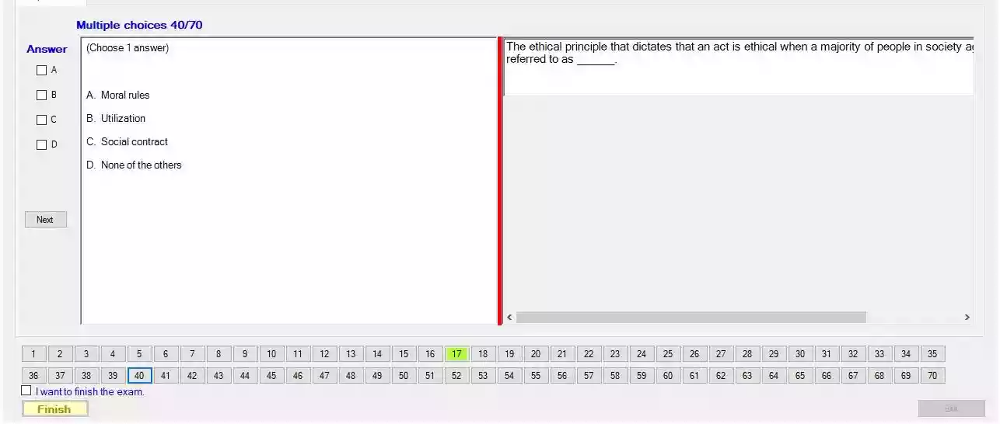 Multiple choices 40/70
Answer
A
B
C
D
Next
(Choose 1 answer)
A. Moral rules
B. Utilization
C. Social contract
D. None of the others
The ethical principle that dictates that an act is ethical when a majority of people in society
referred to as ______.
1 2 3 4 5 6 7 8 9 10 11 12 13 14 15 16 17 18 19 20 21 22 23 24 25 26 27 28 29 30 31 32 33 34 35
36 37 38 39 40 41 42 43 44 45 46 47 48 49 50 51 52 53 54 55 56 57 58 59 60 61 62 63 64 65 66 67 68 69 70
I want to finish the exam.
Finish
Exit